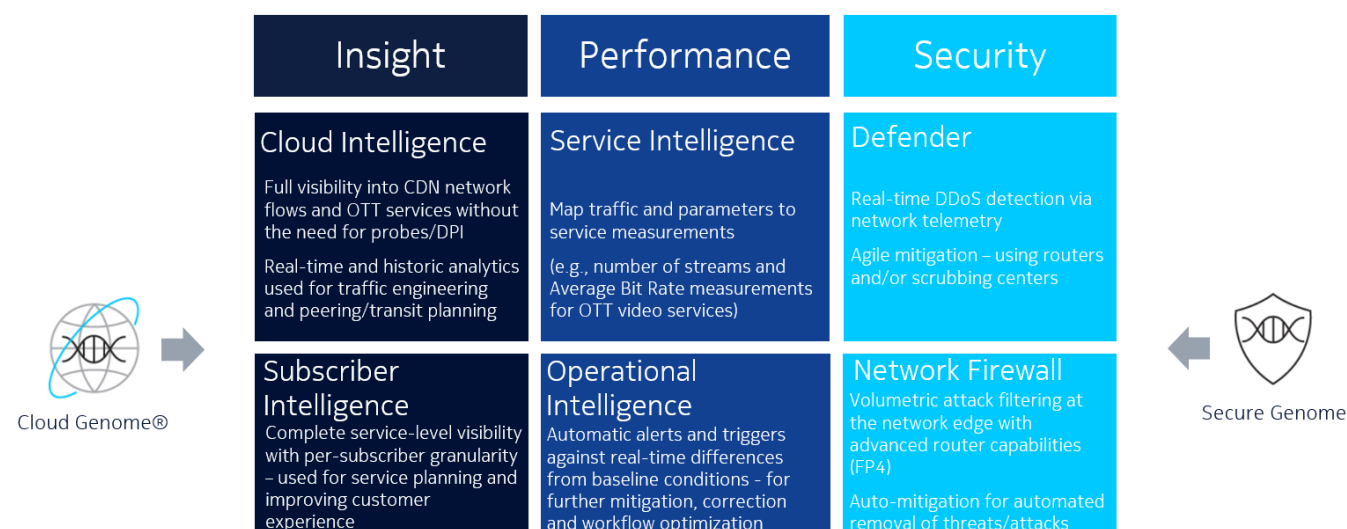 Insight
Performance
Security
Cloud Intelligence
Full visibility into CDN network
flows and OTT services without
the need for probes/DPI
Real-time and historic analytics
used for traffic engineering
and peering/transit planning
Service Intelligence
Map traffic and parameters to
service measurements
(e.g., number of streams and
Average Bit Rate measurements
for OTT video services)
Defender
Real-time DDoS detection via
network telemetry
Agile mitigation – using routers
and/or scrubbing centers
Cloud Genome®
Subscriber
Intelligence
Complete service-level visibility
with per-subscriber granularity
– used for service planning and
improving customer
experience
Operational
Intelligence
Automatic alerts and triggers
against real-time differences
from baseline conditions - for
further mitigation, correction
and workflow optimization
Network Firewall
Volumetric attack filtering at
the network edge with
advanced router capabilities
(FP4)
Auto-mitigation for automated
removal of threats/attacks
Secure Genome